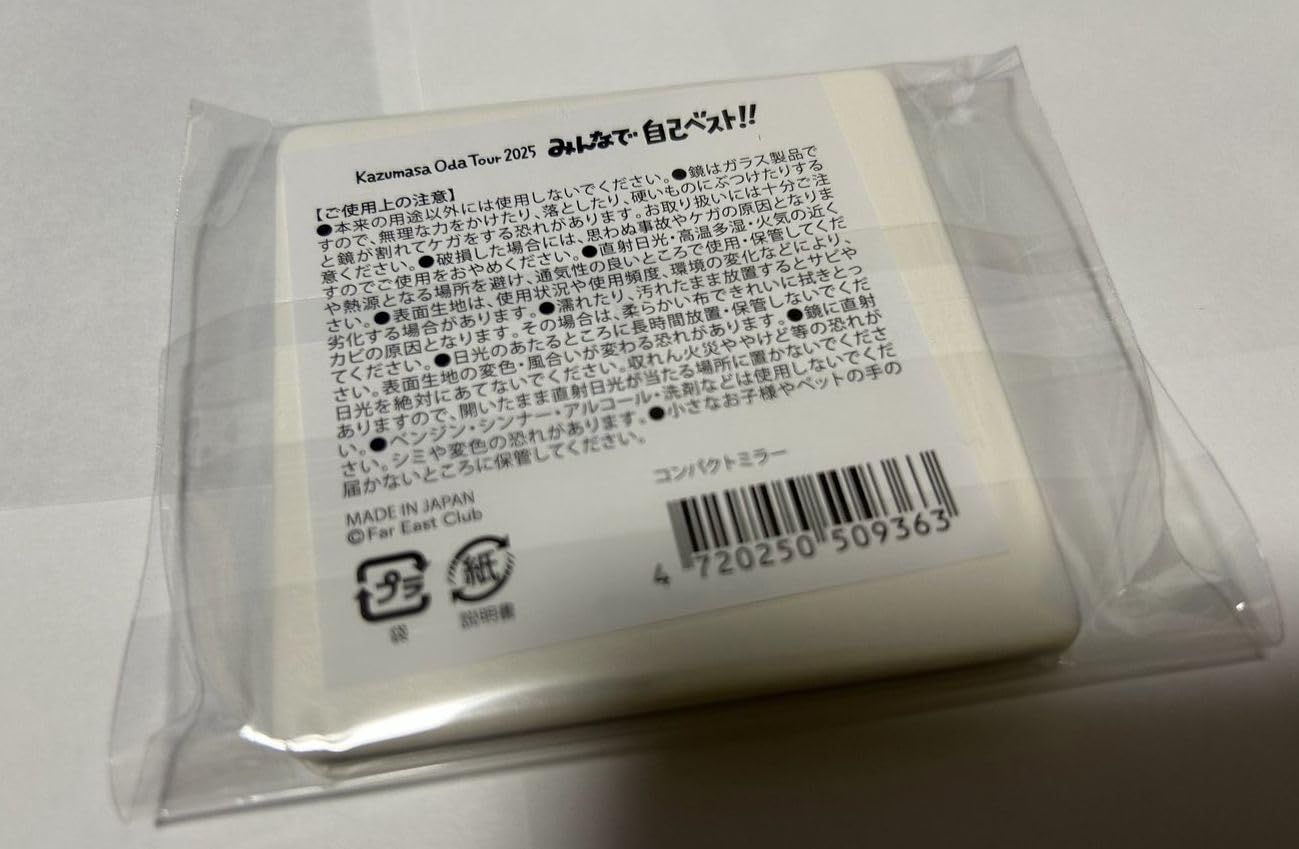 Kazumasa Oda Tour 2025 みんなで 自己ベスト!!
【ご使用上の注意】
●本来の用途以外には使用しないでください。●鏡はガラス製品で
すので、無理な力をかけたり、落としたり、硬いものにぶつけたりする
と鏡が割れてケガをする恐れがあります。お取り扱いには十分ご注
意ください。●破損した場合には、思わぬ事故やケガの原因となりま
すのでご使用をおやめください。●直射日光・高温多湿・火気の近く
や熱源となる場所を避け、通気性の良いところで使用・保管してくだ
さい。●表面生地は、使用状況や使用頻度、環境の変化などにより、
劣化する場合があります。●濡れたり、汚れたまま放置するとサビや
カビの原因となります。その場合は、柔らかい布できれいに拭きとっ
てください。●日光のあたるところに長時間放置・保管しないでくだ
さい。表面生地の変色・風合いが変わる恐れがあります。●鏡に直射
日光を絶対にあてないでください。収れん火災ややけど等の恐れが
ありますので、開いたまま直射日光が当たる場所に置かないでくださ
い。●ベンジン・シンナー・アルコール・洗剤などは使用しないでくだ
さい。シミや変色の恐れがあります。●小さなお子様やペットの手の
届かないところに保管してください。
MADE IN JAPAN
©Far East Club
コンパクトミラー
4 720250 509363
プラ 紙
袋 説明書